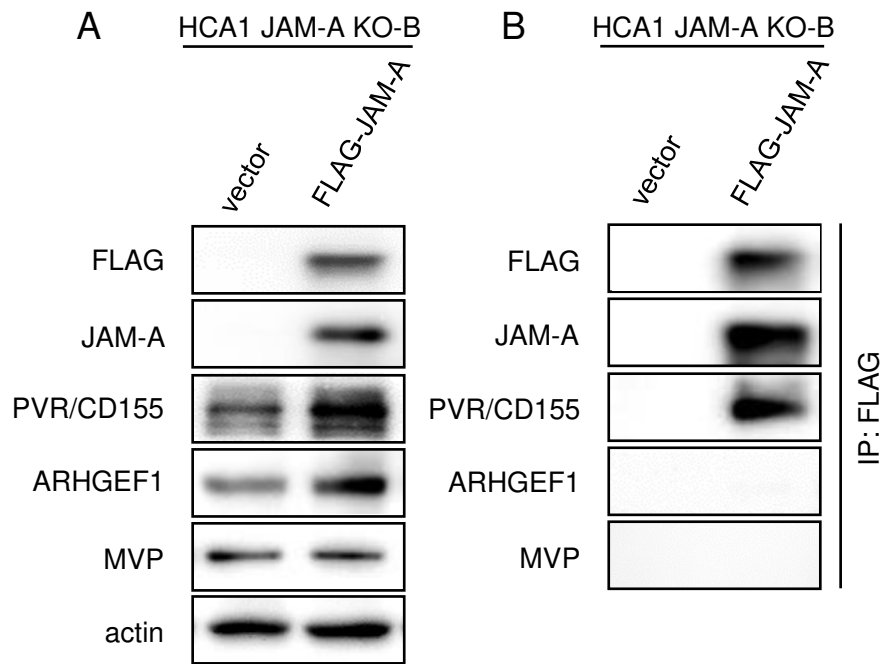 A
HCA1 JAM-A KO-B
vector
FLAG-JAM-A
FLAG
JAM-A
PVR/CD155
ARHGEF1
MVP
actin
B
HCA1 JAM-A KO-B
vector
FLAG-JAM-A
FLAG
JAM-A
PVR/CD155
ARHGEF1
MVP
IP: FLAG